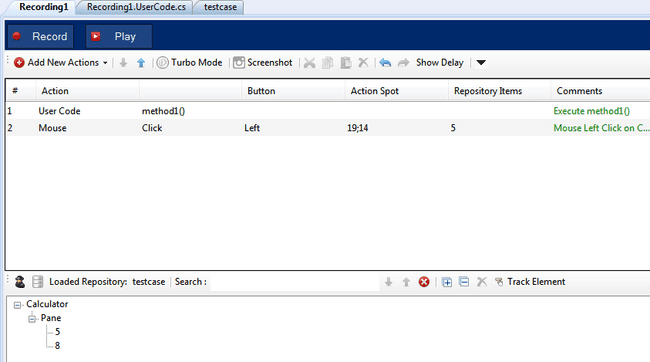 Recording1 Recording1.UserCode.cs testcase
Record Play
Add New Actions Turbo Mode Screenshot Show Delay
# Action Button Action Spot Repository Items Comments
1 User Code method1() Execute method1()
2 Mouse Click Left 19;14 5 Mouse Left Click on C...
Loaded Repository: testcase Search : Track Element
Calculator
Pane
5
8